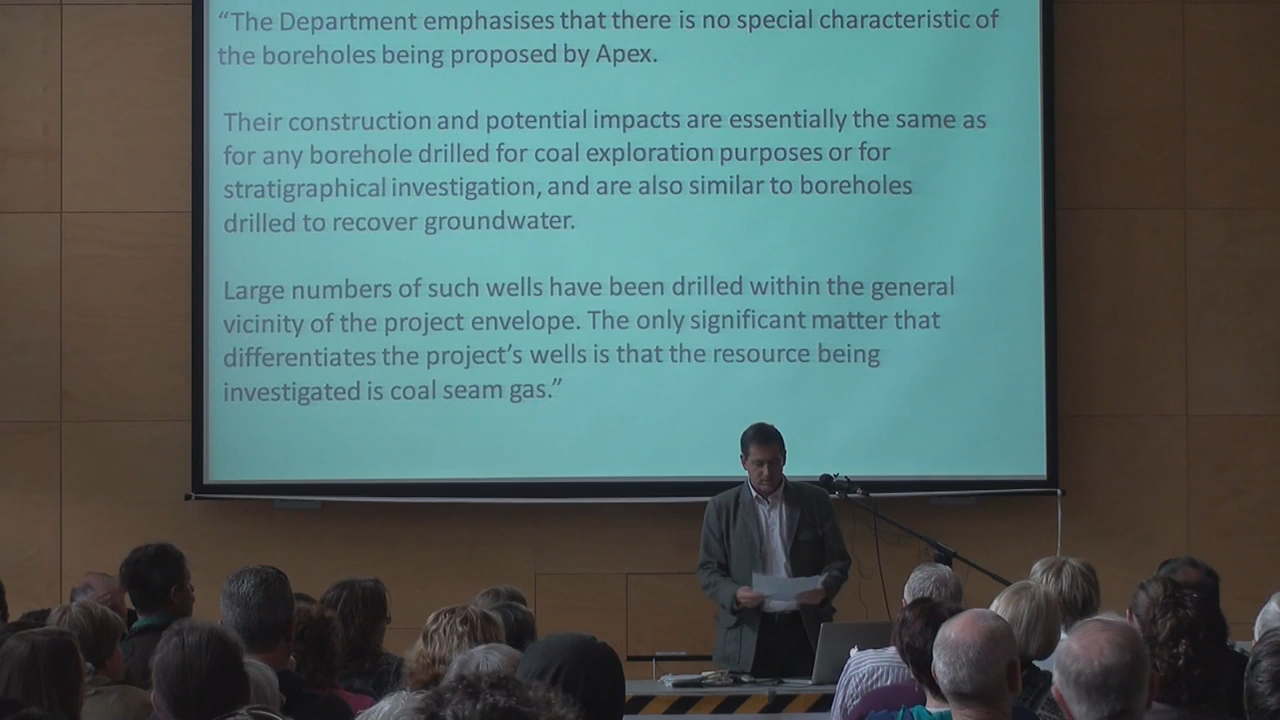 “The Department emphasises that there is no special characteristic of
the boreholes being proposed by Apex.
Their construction and potential impacts are essentially the same as
for any borehole drilled for coal exploration purposes or for
stratigraphical investigation, and are also similar to boreholes
drilled to recover groundwater.
Large numbers of such wells have been drilled within the general
vicinity of the project envelope. The only significant matter that
differentiates the project’s wells is that the resource being
investigated is coal seam gas.”